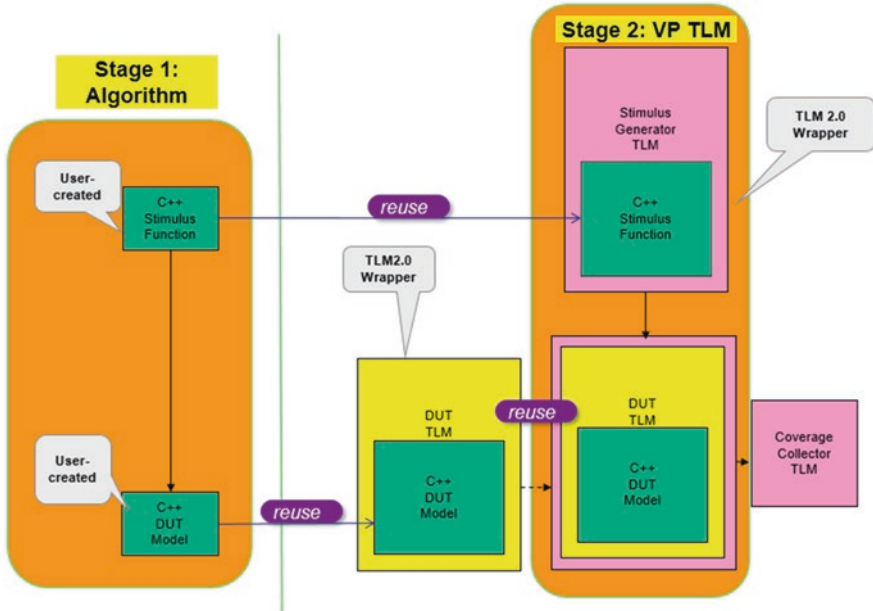 Stage 1:
Algorithm
User-
created
C++
Stimulus
Function
User-
created
C++
DUT
Model
reuse
reuse
TLM2.0
Wrapper
DUT
TLM
C++
DUT
Model
reuse
Stage 2: VP TLM
Stimulus
Generator
TLM
C++
Stimulus
Function
TLM 2.0
Wrapper
DUT
TLM
C++
DUT
Model
Coverage
Collector
TLM